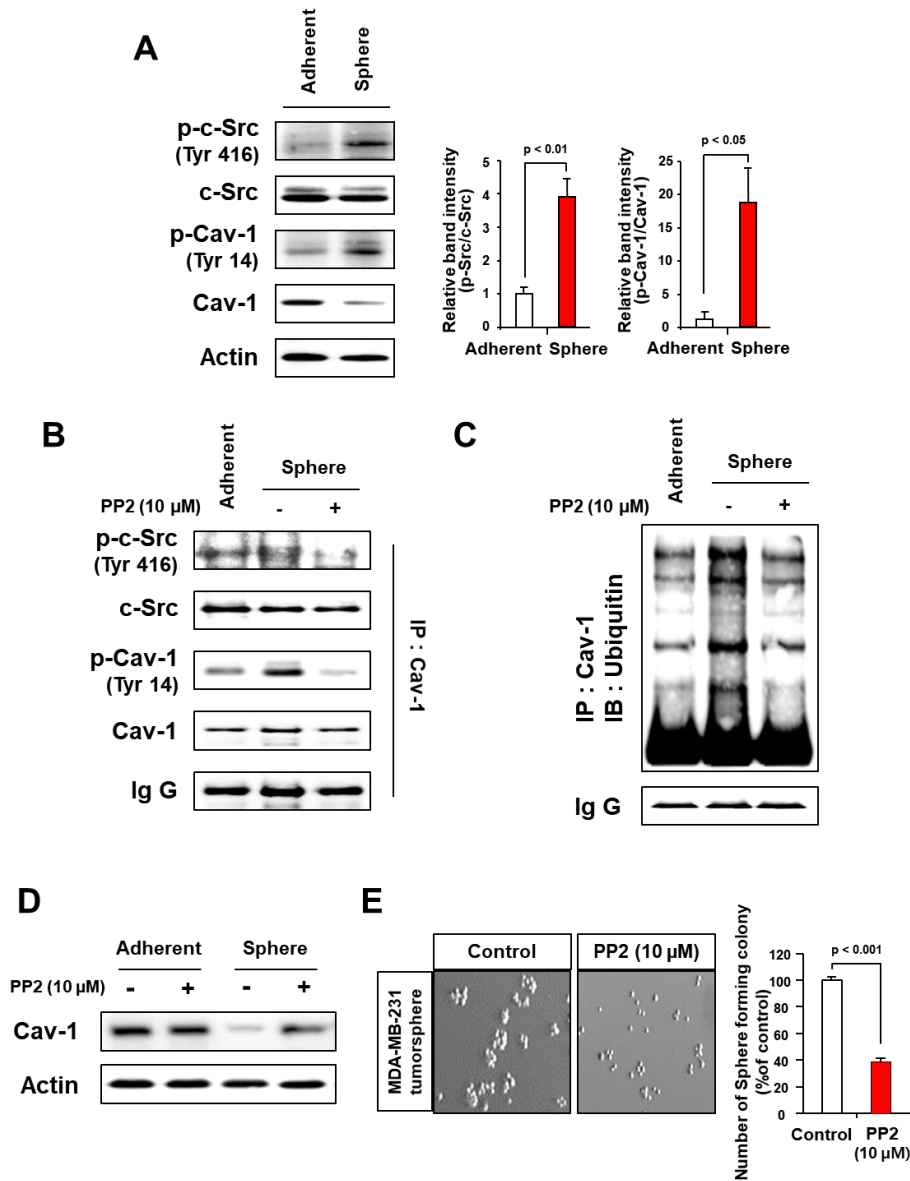 A
Adherent
Sphere
p-c-Src
(Tyr 416)
c-Src
p-Cav-1
(Tyr 14)
Cav-1
Actin
Relative band intensity
(p-Src/c-Src)
5
4
3
2
1
0
p < 0.01
Adherent Sphere
Relative band intensity
(p-Cav-1/Cav-1)
25
20
15
10
5
0
p < 0.05
Adherent Sphere
B
Adherent
Sphere
PP2 (10 µM)
- +
p-c-Src
(Tyr 416)
c-Src
p-Cav-1
(Tyr 14)
Cav-1
Ig G
IP : Cav-1
C
Adherent
Sphere
PP2 (10 µM)
- +
IP : Cav-1
IB : Ubiquitin
Ig G
D
Adherent Sphere
PP2 (10 µM) - + - +
Cav-1
Actin
E
Control
PP2 (10 µM)
MDA-MB-231
tumorsphere
Number of Sphere forming colony
(%of control)
120
100
80
60
40
20
0
p < 0.001
Control PP2
(10 µM)